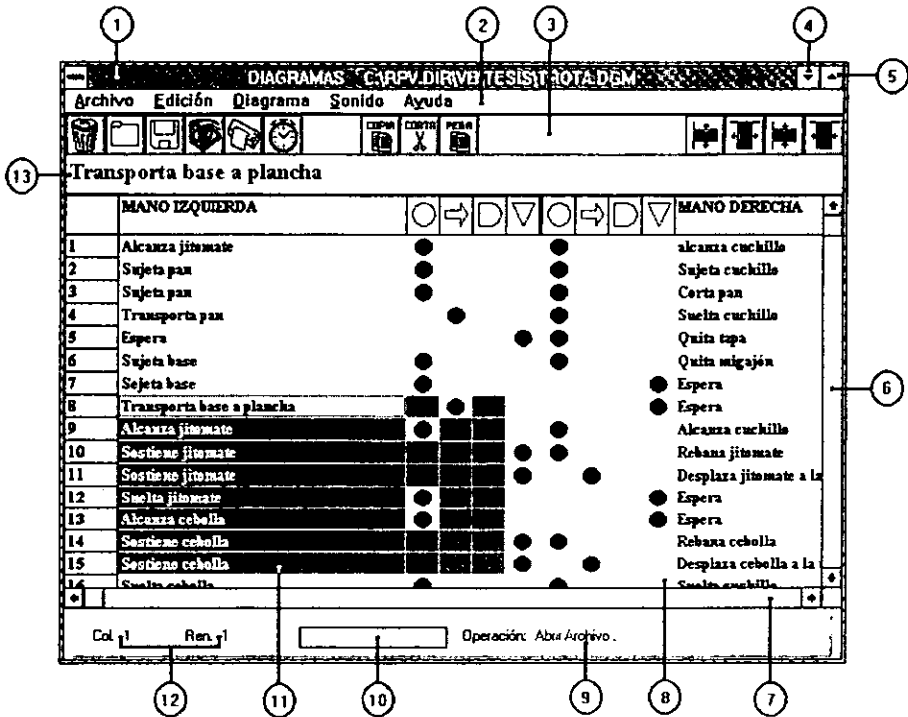 1
2
3
4
5
DIAGRAMAS C:\RPV.DIR\VB\TESIS\TROTA.DGM
Archivo Edición Diagrama Sonido Ayuda
COPIA CORTA PEGA
13
Transporta base a plancha
MANO IZQUIERDA MANO DERECHA
1 Alcanza jitomate alcanza cuchillo
2 Sujeta pan Sujeta cuchillo
3 Sujeta pan Corta pan
4 Transporta pan Suelta cuchillo
5 Espera Quita tapa
6 Sujeta base Quita migajón
7 Sejeta base Espera
6
8 Transporta base a plancha Espera
9 Alcanza jitomate Alcanza cuchillo
10 Sostiene jitomate Rebana jitomate
11 Sostiene jitomate Desplaza jitomate a la
12 Suelta jitomate Espera
13 Alcanza cebolla Espera
14 Sostiene cebolla Rebana cebolla
15 Sostiene cebolla Desplaza cebolla a la
16 Suelta cebolla Suelta cuchillo
Col. 1 Ren. 1 Operación: Abrir Archivo .
12
11
10
9
8
7